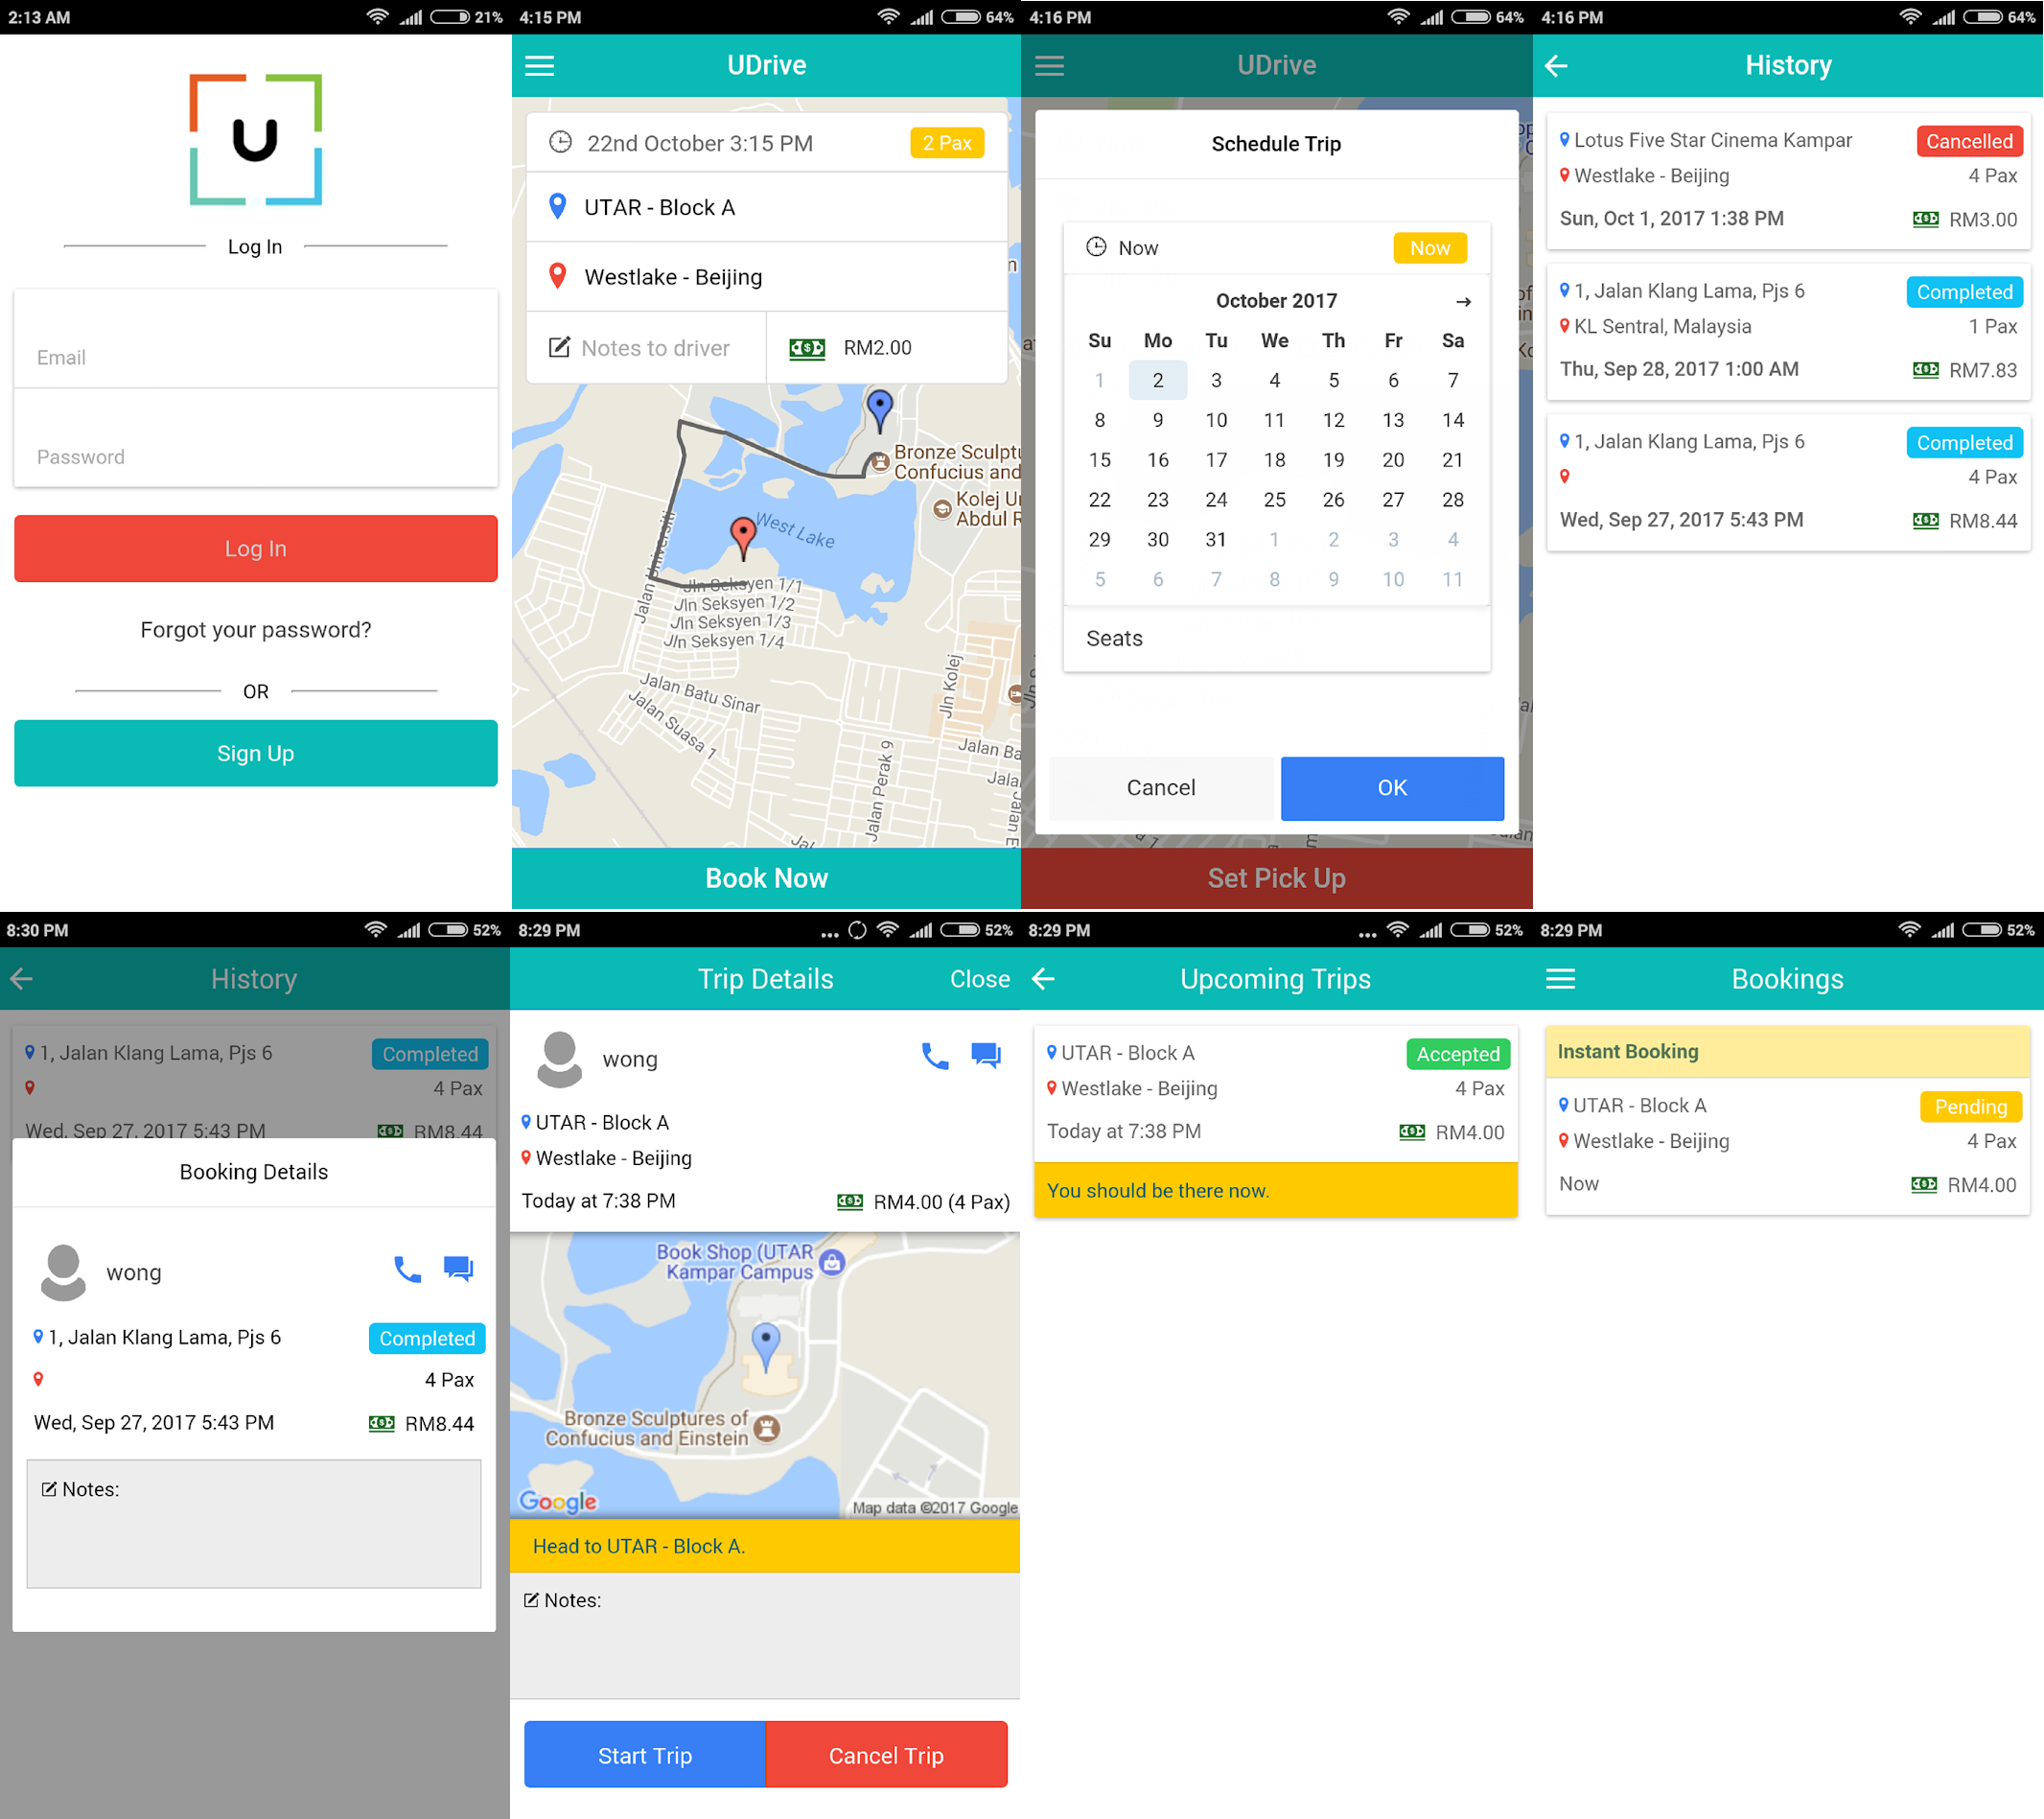 2:13 AM 21%
U
Log In
Email
Password
Log In
Forgot your password?
OR
Sign Up
4:15 PM 64%
UDrive
22nd October 3:15 PM 2 Pax
UTAR - Block A
Westlake - Beijing
Notes to driver RM2.00
Bronze Sculptu
Confucius and
Kolej Ur
Abdul R
West Lake
Jalan Universiti
Jln Seksyen 1/1
Jln Seksyen 1/2
Jln Seksyen 1/3
Jln Seksyen 1/4
Jalan Batu Sinar
Jalan Suasa 1
Jln Kolej
Jalan Perak 9
Jalan Ba
Jala
Book Now
4:16 PM 64%
UDrive
Schedule Trip
Now Now
October 2017 →
Su Mo Tu We Th Fr Sa
1 2 3 4 5 6 7
8 9 10 11 12 13 14
15 16 17 18 19 20 21
22 23 24 25 26 27 28
29 30 31 1 2 3 4
5 6 7 8 9 10 11
Seats
Cancel OK
Set Pick Up
4:16 PM 64%
History
Lotus Five Star Cinema Kampar Cancelled
Westlake - Beijing 4 Pax
Sun, Oct 1, 2017 1:38 PM RM3.00
1, Jalan Klang Lama, Pjs 6 Completed
KL Sentral, Malaysia 1 Pax
Thu, Sep 28, 2017 1:00 AM RM7.83
1, Jalan Klang Lama, Pjs 6 Completed
4 Pax
Wed, Sep 27, 2017 5:43 PM RM8.44
8:30 PM 52%
History
1, Jalan Klang Lama, Pjs 6 Completed
4 Pax
Wed, Sep 27, 2017 5:43 PM RM8.44
Booking Details
wong
1, Jalan Klang Lama, Pjs 6 Completed
4 Pax
Wed, Sep 27, 2017 5:43 PM RM8.44
Notes:
8:29 PM ... 52%
Trip Details Close
wong
UTAR - Block A
Westlake - Beijing
Today at 7:38 PM RM4.00 (4 Pax)
Book Shop (UTAR
Kampar Campus
Bronze Sculptures of
Confucius and Einstein
Google Map data ©2017 Google
Head to UTAR - Block A.
Notes:
Start Trip Cancel Trip
8:29 PM ... 52%
Upcoming Trips
UTAR - Block A Accepted
Westlake - Beijing 4 Pax
Today at 7:38 PM RM4.00
You should be there now.
8:29 PM 52%
Bookings
Instant Booking
UTAR - Block A Pending
Westlake - Beijing 4 Pax
Now RM4.00